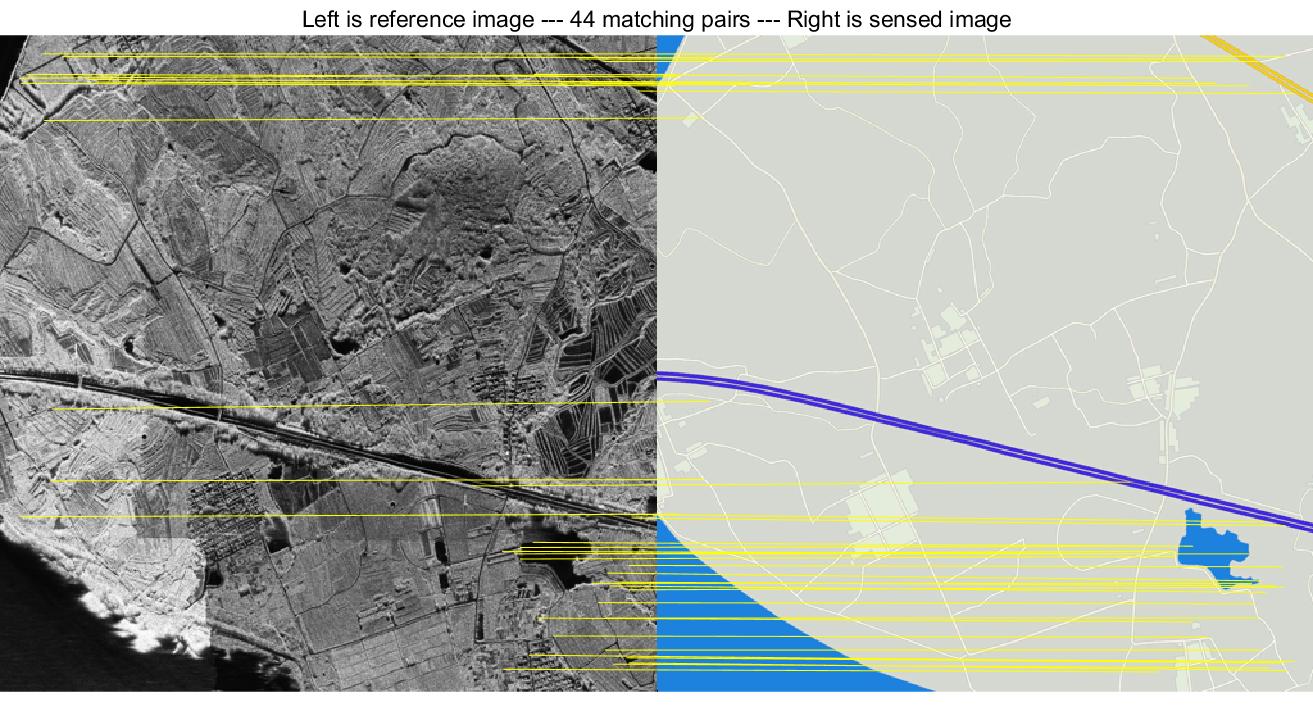 Left is reference image --- 44 matching pairs --- Right is sensed image